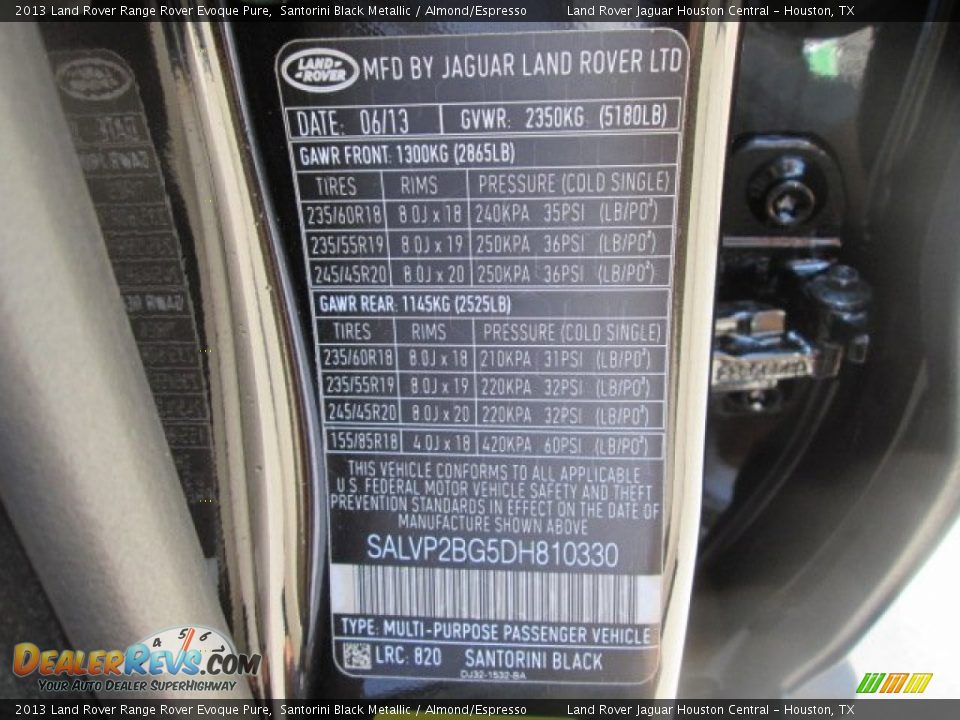 2013 Land Rover Range Rover Evoque Pure, Santorini Black Metallic / Almond/Espresso Land Rover Jaguar Houston Central - Houston, TX
LAND-
-ROVER
MFD BY JAGUAR LAND ROVER LTD
DATE: 06/13 GVWR: 2350KG (5180LB)
GAWR FRONT: 1300KG (2865LB)
TIRES RIMS PRESSURE (COLD SINGLE)
235/60R18 8.0J x 18 240KPA 35PSI (LB/PO²)
235/55R19 8.0J x 19 250KPA 36PSI (LB/PO²)
245/45R20 8.0J x 20 250KPA 36PSI (LB/PO²)
GAWR REAR: 1145KG (2525LB)
TIRES RIMS PRESSURE (COLD SINGLE)
235/60R18 8.0J x 18 210KPA 31PSI (LB/PO²)
235/55R19 8.0J x 19 220KPA 32PSI (LB/PO²)
245/45R20 8.0J x 20 220KPA 32PSI (LB/PO²)
155/85R18 4.0J x 18 420KPA 60PSI (LB/PO²)
THIS VEHICLE CONFORMS TO ALL APPLICABLE
U.S. FEDERAL MOTOR VEHICLE SAFETY AND THEFT
PREVENTION STANDARDS IN EFFECT ON THE DATE OF
MANUFACTURE SHOWN ABOVE
SALVP2BG5DH810330
TYPE: MULTI-PURPOSE PASSENGER VEHICLE
LRC: 820 SANTORINI BLACK
DJ32-1532-BA
4 5 6
DEALERREVS.COM
YOUR AUTO DEALER SUPERHIGHWAY
2013 Land Rover Range Rover Evoque Pure, Santorini Black Metallic / Almond/Espresso Land Rover Jaguar Houston Central - Houston, TX